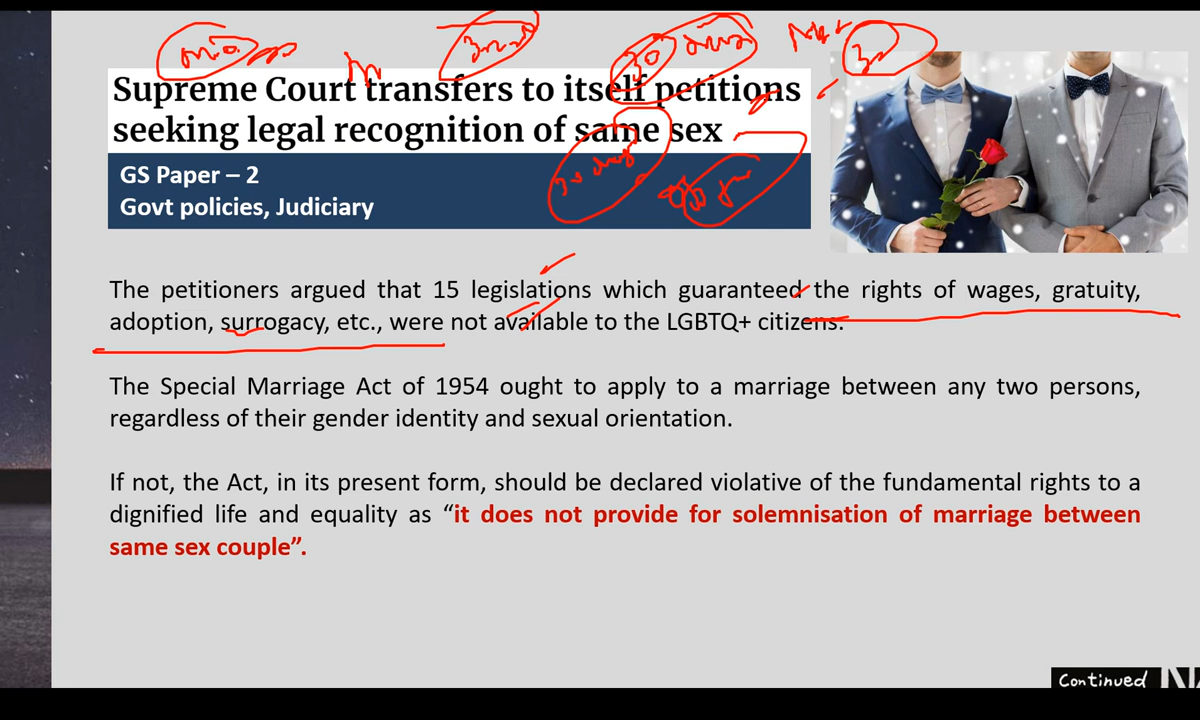 Supreme Court transfers to itself petitions
seeking legal recognition of same sex
GS Paper – 2
Govt policies, Judiciary
The petitioners argued that 15 legislations which guaranteed the rights of wages, gratuity,
adoption, surrogacy, etc., were not available to the LGBTQ+ citizens.
The Special Marriage Act of 1954 ought to apply to a marriage between any two persons,
regardless of their gender identity and sexual orientation.
If not, the Act, in its present form, should be declared violative of the fundamental rights to a
dignified life and equality as “it does not provide for solemnisation of marriage between
same sex couple”.
Continued